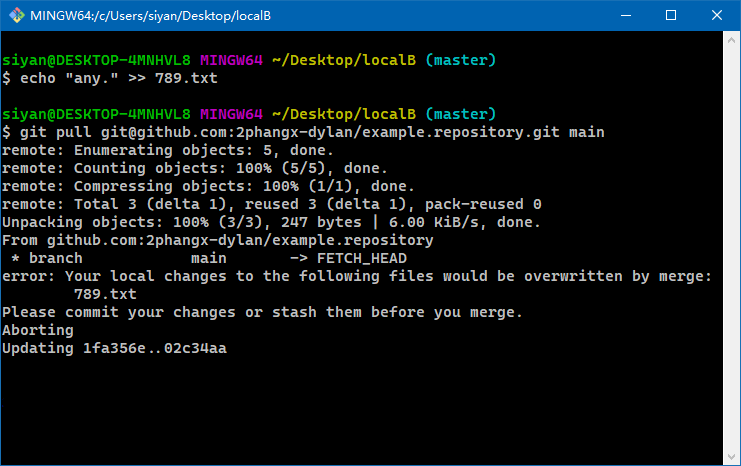 MINGW64:/c/Users/siyan/Desktop/localB
siyan@DESKTOP-4MNHVL8 MINGW64 ~/Desktop/localB (master)
$ echo "any." >> 789.txt
siyan@DESKTOP-4MNHVL8 MINGW64 ~/Desktop/localB (master)
$ git pull git@github.com:2phangx-dylan/example.repository.git main
remote: Enumerating objects: 5, done.
remote: Counting objects: 100% (5/5), done.
remote: Compressing objects: 100% (1/1), done.
remote: Total 3 (delta 1), reused 3 (delta 1), pack-reused 0
Unpacking objects: 100% (3/3), 247 bytes | 6.00 KiB/s, done.
From github.com:2phangx-dylan/example.repository
 * branch            main       -> FETCH_HEAD
error: Your local changes to the following files would be overwritten by merge:
        789.txt
Please commit your changes or stash them before you merge.
Aborting
Updating 1fa356e..02c34aa